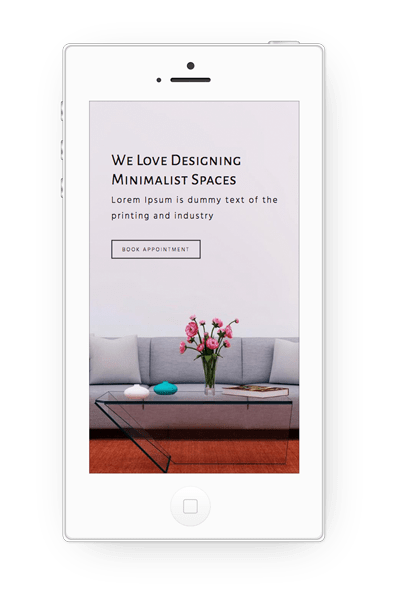 We Love Designing
Minimalist Spaces
Lorem Ipsum is dummy text of the
printing and industry
BOOK APPOINTMENT